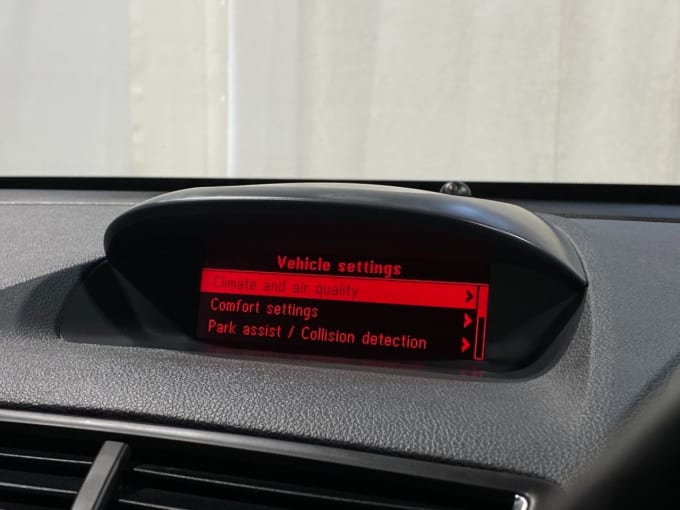 Vehicle settings
Climate and air quality
Comfort settings
Park assist / Collision detection